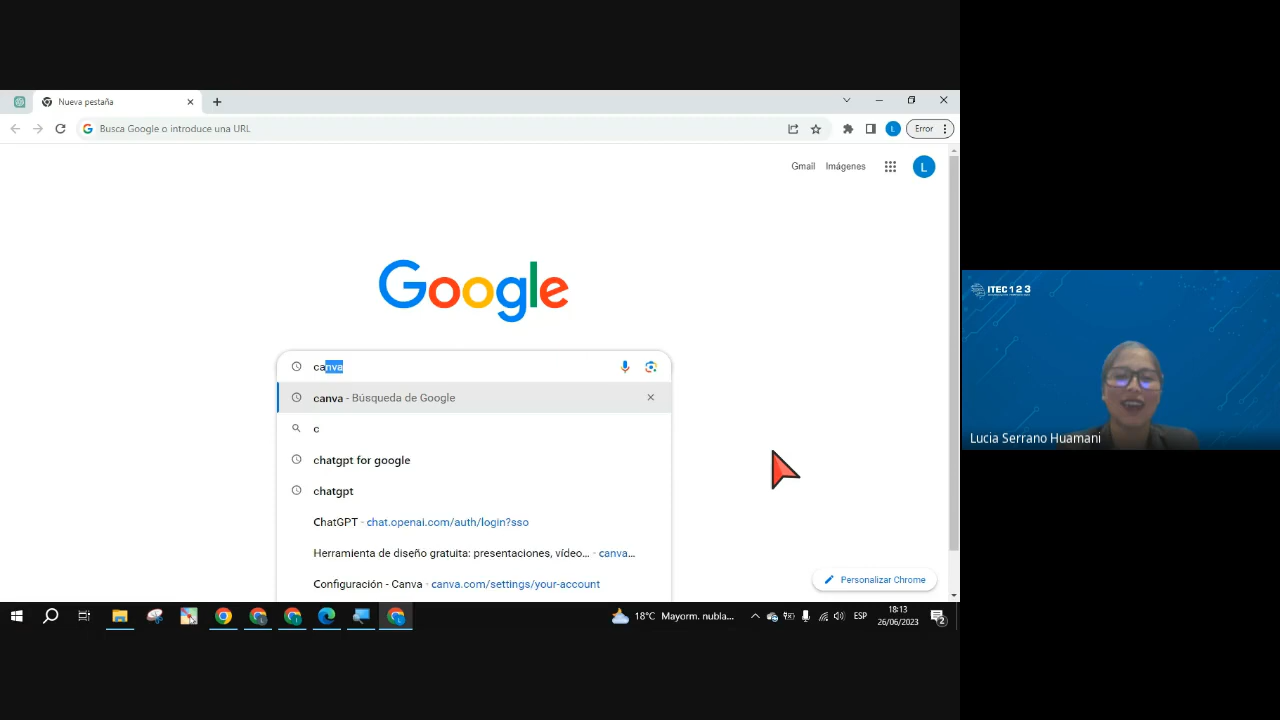 Nueva pestaña
Busca Google o introduce una URL
Error
Gmail Imágenes
L
Google
canva
canva - Búsqueda de Google
c
chatgpt for google
chatgpt
ChatGPT - chat.openai.com/auth/login?sso
Herramienta de diseño gratuita: presentaciones, vídeo... - canva...
Configuración - Canva - canva.com/settings/your-account
Personalizar Chrome
18°C Mayorm. nubla...
ESP
18:13
26/06/2023
2
ITEC 1 2 3
Lucia Serrano Huamani